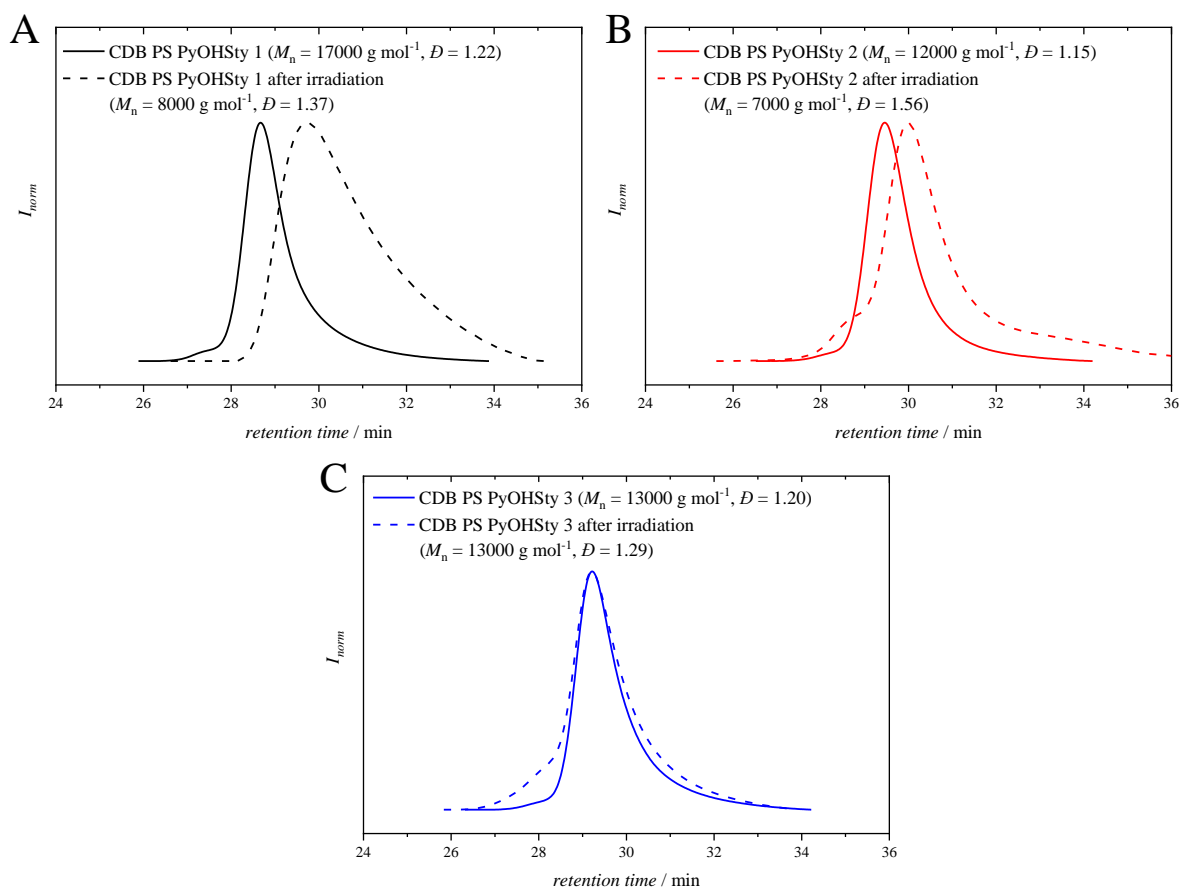 A
CDB PS PyOHSty 1 (Mn = 17000 g mol-1, Đ = 1.22)
CDB PS PyOHSty 1 after irradiation
(Mn = 8000 g mol-1, Đ = 1.37)
Inorm
24 26 28 30 32 34 36
retention time / min
B
CDB PS PyOHSty 2 (Mn = 12000 g mol-1, Đ = 1.15)
CDB PS PyOHSty 2 after irradiation
(Mn = 7000 g mol-1, Đ = 1.56)
Inorm
24 26 28 30 32 34 36
retention time / min
C
CDB PS PyOHSty 3 (Mn = 13000 g mol-1, Đ = 1.20)
CDB PS PyOHSty 3 after irradiation
(Mn = 13000 g mol-1, Đ = 1.29)
Inorm
24 26 28 30 32 34 36
retention time / min